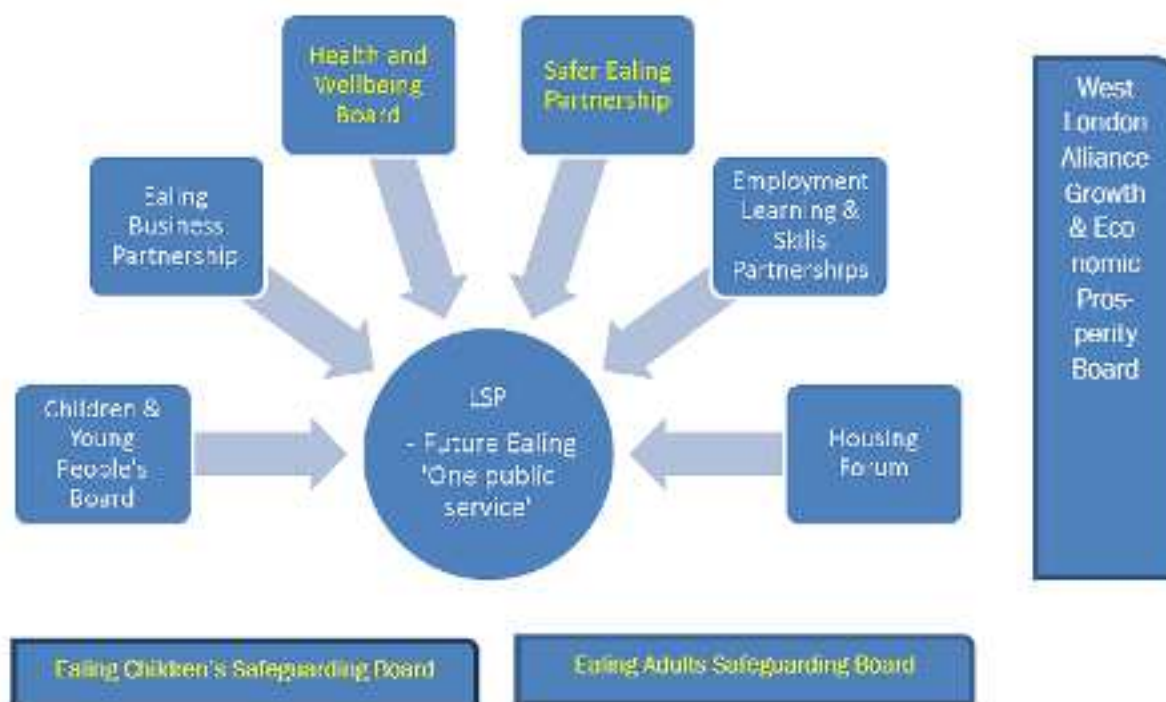 Health and
Wellbeing
Board
Safer Ealing
Partnership
Ealing
Business
Partnership
Employment
Learning &
Skills
Partnerships
Children &
Young
People's
Board
LSP
- Future Ealing
'One public
service'
Housing
Forum
West
London
Alliance
Growth
& Eco
nomic
Pros-
perity
Board
Ealing Children's Safeguarding Board
Ealing Adults Safeguarding Board